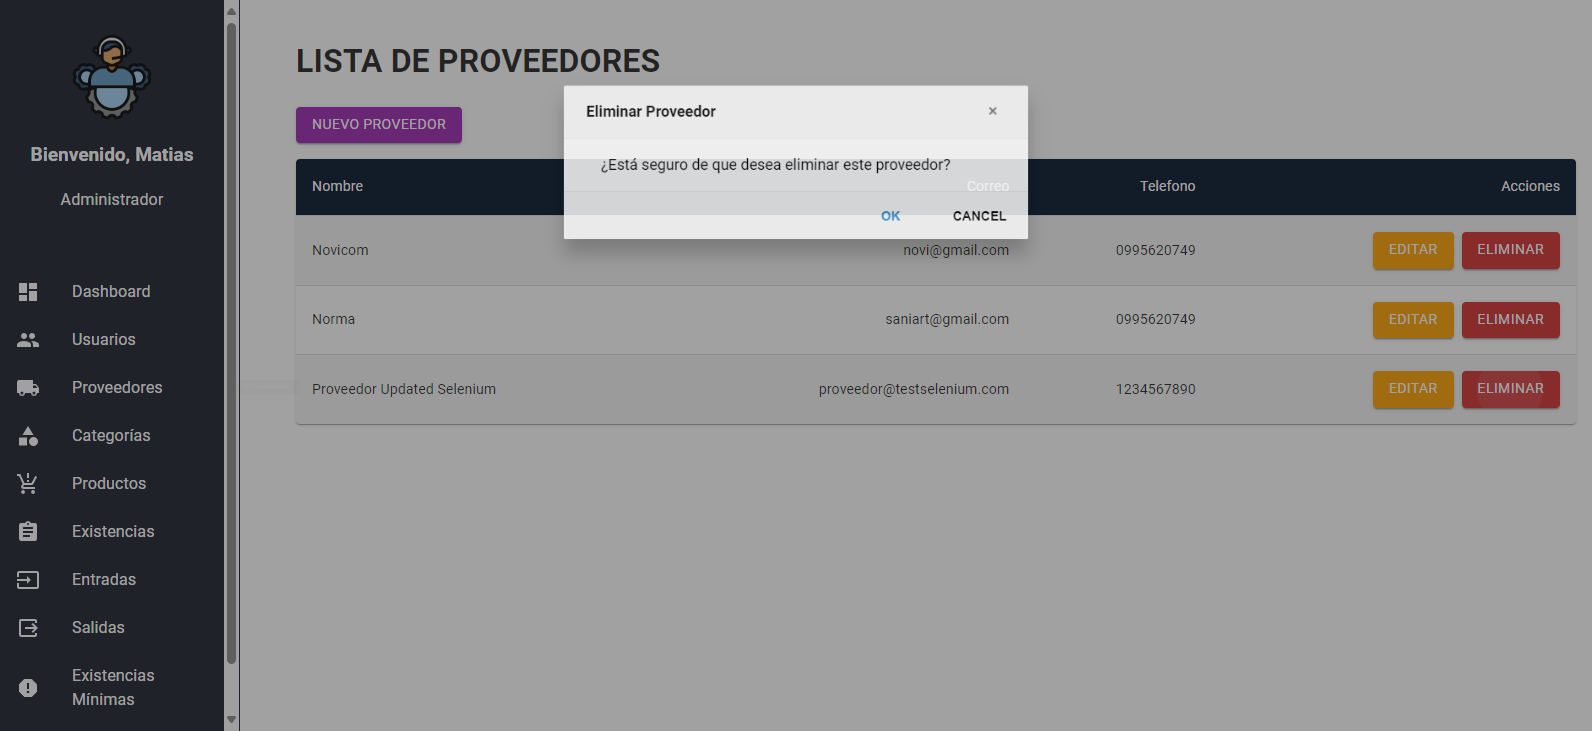 Bienvenido, Matias
Administrador
Dashboard
Usuarios
Proveedores
Categorías
Productos
Existencias
Entradas
Salidas
Existencias
Mínimas
LISTA DE PROVEEDORES
NUEVO PROVEEDOR
Eliminar Proveedor ×
¿Está seguro de que desea eliminar este proveedor?
OK CANCEL
Nombre Correo Telefono Acciones
Novicom novi@gmail.com 0995620749 EDITAR ELIMINAR
Norma saniart@gmail.com 0995620749 EDITAR ELIMINAR
Proveedor Updated Selenium proveedor@testselenium.com 1234567890 EDITAR ELIMINAR